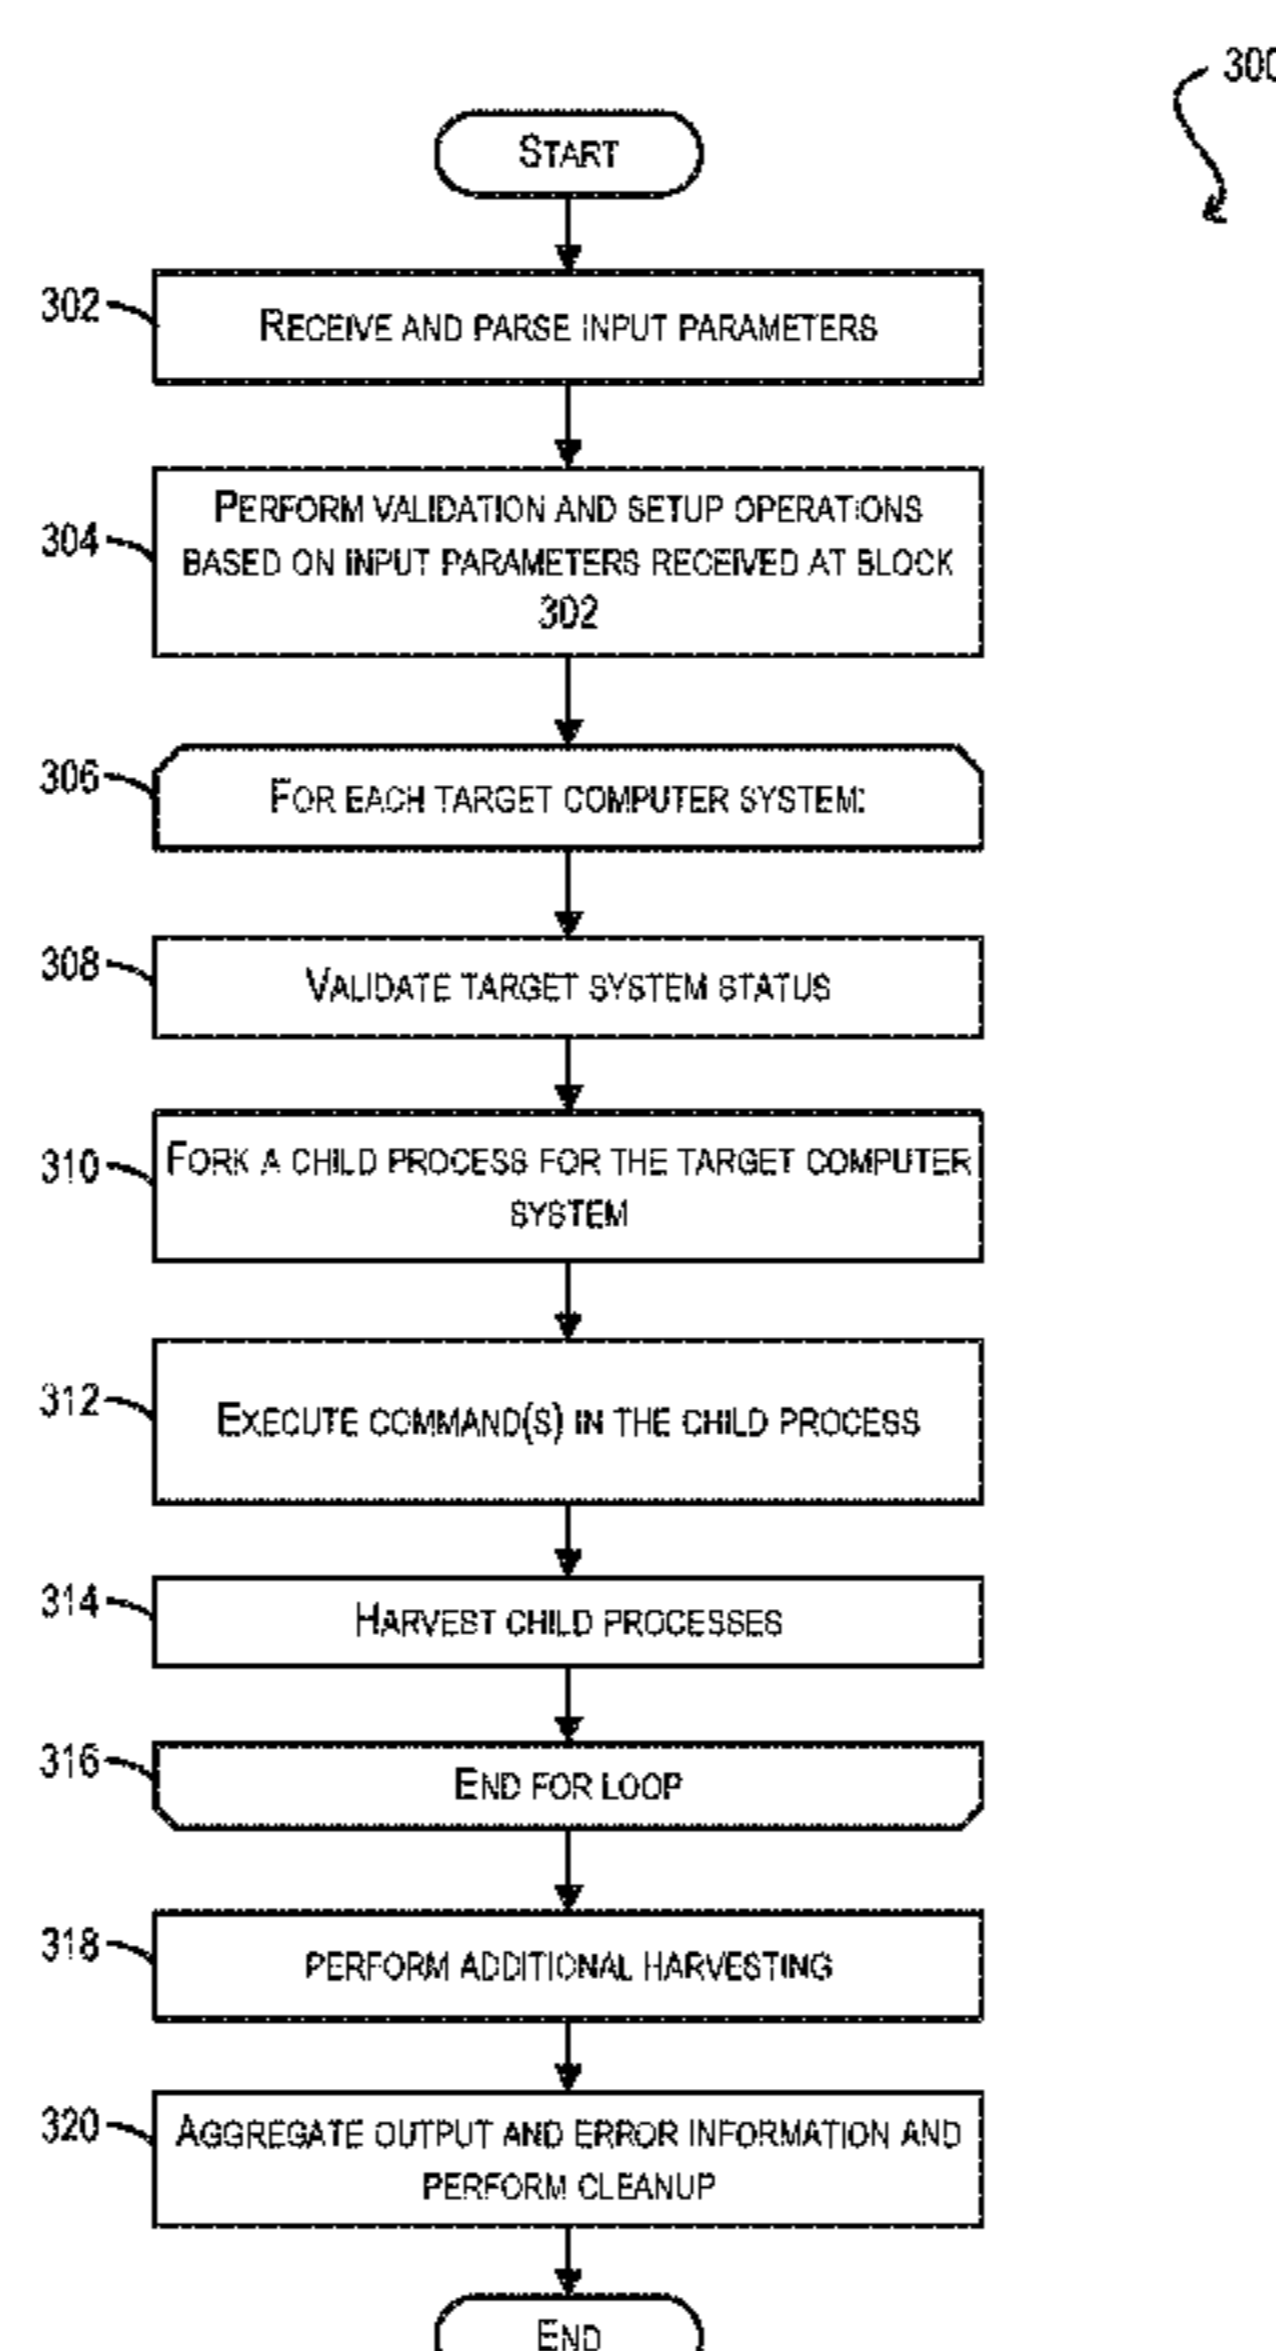 300
START
302
RECEIVE AND PARSE INPUT PARAMETERS
304
PERFORM VALIDATION AND SETUP OPERATIONS
BASED ON INPUT PARAMETERS RECEIVED AT BLOCK
302
306
FOR EACH TARGET COMPUTER SYSTEM:
308
VALIDATE TARGET SYSTEM STATUS
310
FORK A CHILD PROCESS FOR THE TARGET COMPUTER
SYSTEM
312
EXECUTE COMMAND(S) IN THE CHILD PROCESS
314
HARVEST CHILD PROCESSES
316
END FOR LOOP
318
PERFORM ADDITIONAL HARVESTING
320
AGGREGATE OUTPUT AND ERROR INFORMATION AND
PERFORM CLEANUP
END